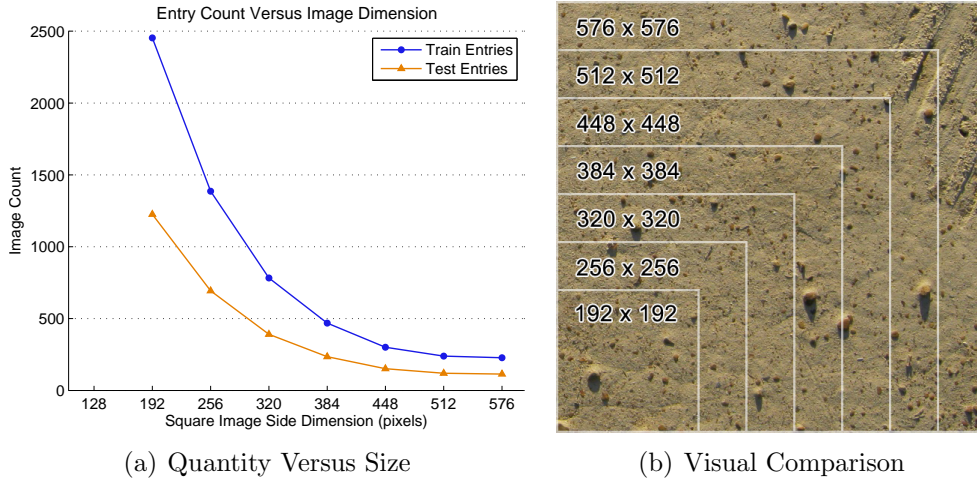 Entry Count Versus Image Dimension
2500
2000
1500
1000
500
0
Image Count
Train Entries
Test Entries
128 192 256 320 384 448 512 576
Square Image Side Dimension (pixels)
(a) Quantity Versus Size
576 x 576
512 x 512
448 x 448
384 x 384
320 x 320
256 x 256
192 x 192
(b) Visual Comparison